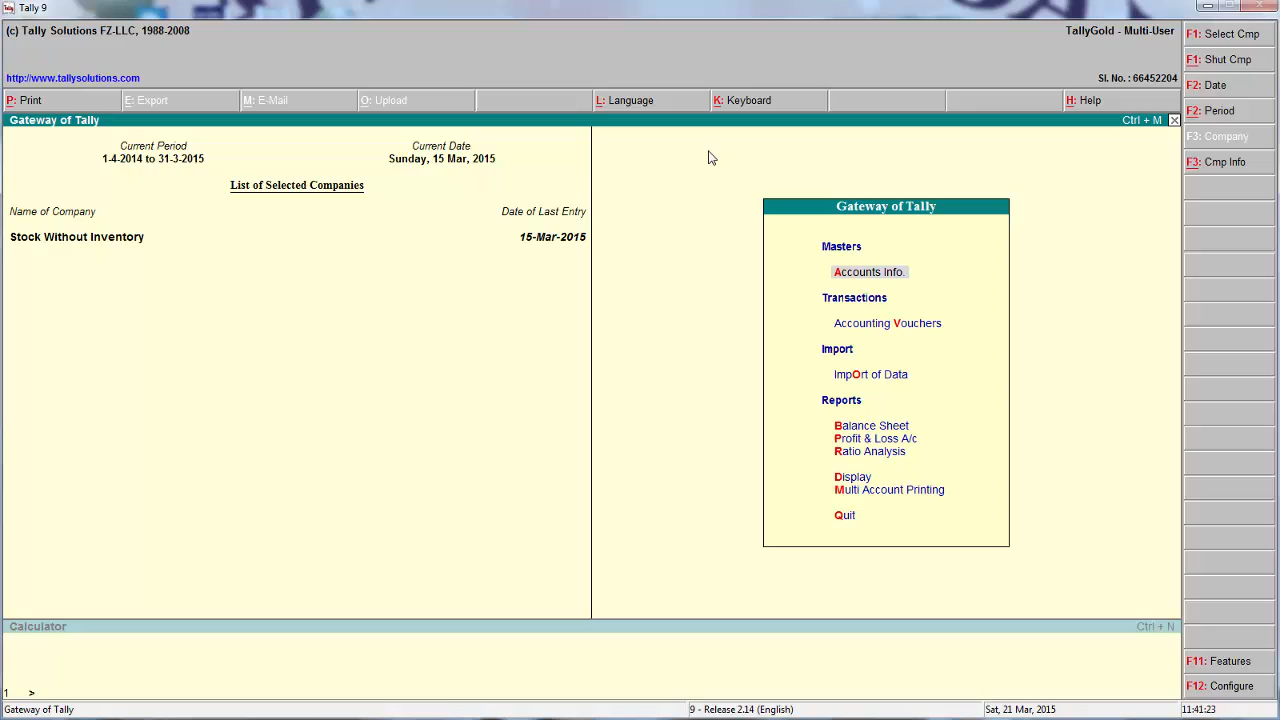 Tally 9
(c) Tally Solutions FZ-LLC, 1988-2008
TallyGold - Multi-User
http://www.tallysolutions.com
Sl. No. : 66452204
P: Print
E: Export
M: E-Mail
O: Upload
L: Language
K: Keyboard
H: Help
Gateway of Tally
Ctrl + M
Current Period
1-4-2014 to 31-3-2015
Current Date
Sunday, 15 Mar, 2015
List of Selected Companies
Name of Company
Date of Last Entry
Stock Without Inventory
15-Mar-2015
Gateway of Tally
Masters
Accounts Info.
Transactions
Accounting Vouchers
Import
ImpOrt of Data
Reports
Balance Sheet
Profit & Loss A/c
Ratio Analysis
Display
Multi Account Printing
Quit
F1: Select Cmp
F1: Shut Cmp
F2: Date
F2: Period
F3: Company
F3: Cmp Info
F11: Features
F12: Configure
Calculator
Ctrl + N
1 >
Gateway of Tally
9 - Release 2.14 (English)
Sat, 21 Mar, 2015
11:41:23